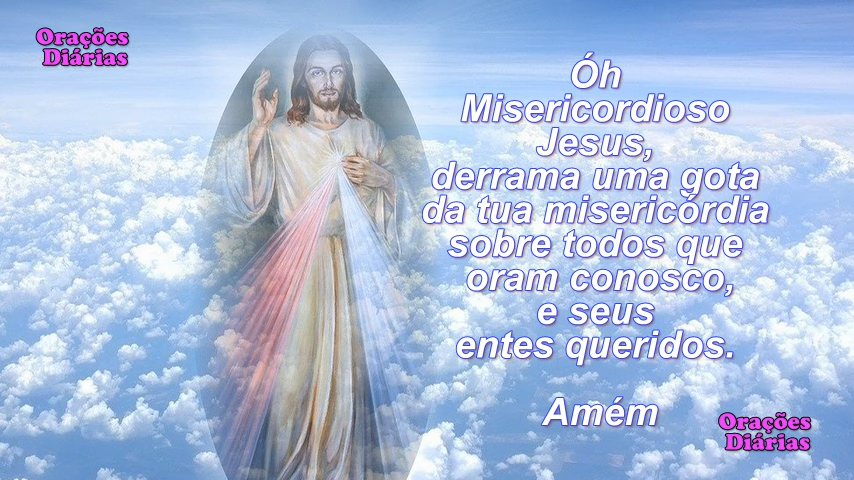 Orações
Diárias
Óh
Misericordioso
Jesus,
derrama uma gota
da tua misericórdia
sobre todos que
oram conosco,
e seus
entes queridos.
Amém
Orações
Diárias